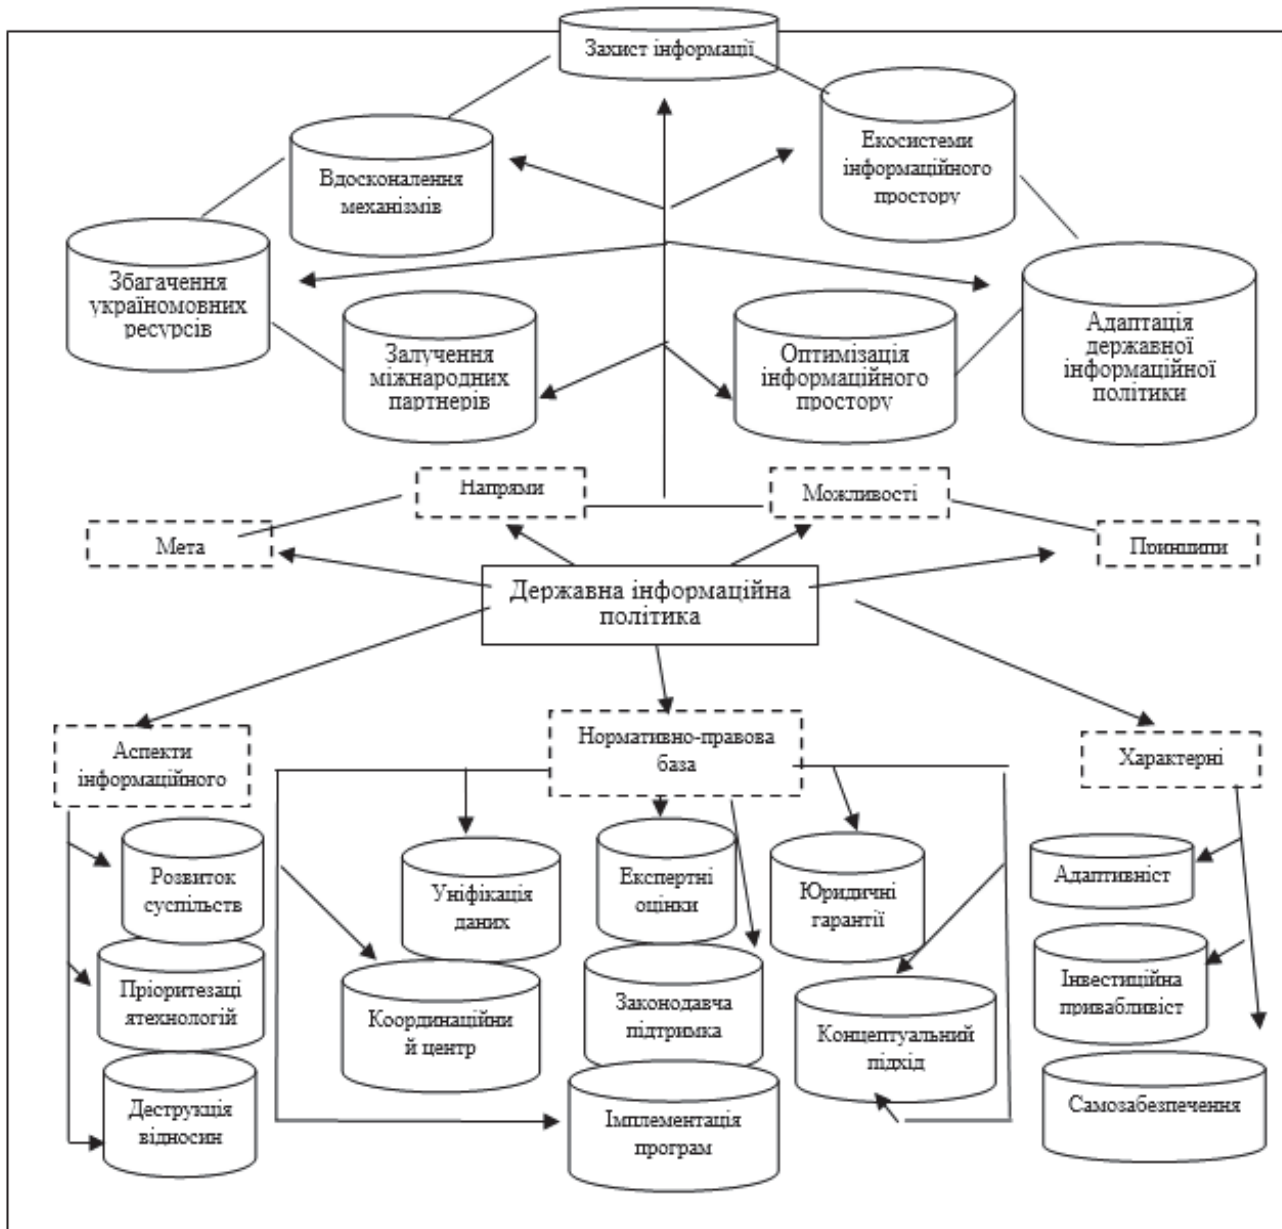 Захист інформації
Екосистеми
інформаційного
простору
Вдосконалення
механізмів
Збагачення
україномовних
ресурсів
Залучення
міжнародних
партнерів
Оптимізація
інформаційного
простору
Адаптація
державної
інформаційної
політики
Напрями
Можливості
Мета
Принципи
Державна інформаційна
політика
Аспекти
інформаційного
Нормативно-правова
база
Характерні
Розвиток
суспільств
Уніфікація
даних
Експертні
оцінки
Юридичні
гарантії
Адаптивніст
Пріоритезаці
ятехнологій
Координаційни
й центр
Законодавча
підтримка
Концептуальний
підхід
Інвестиційна
привабливіст
Деструкція
відносин
Імплементація
програм
Самозабезпечення